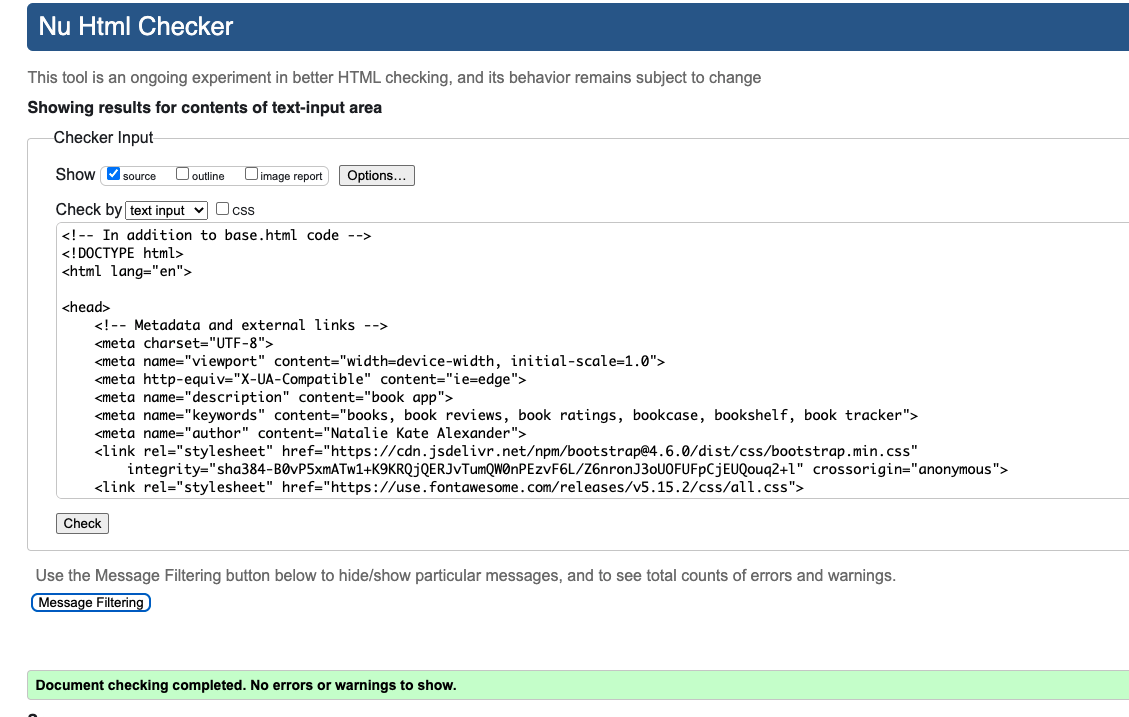 Nu Html Checker
This tool is an ongoing experiment in better HTML checking, and its behavior remains subject to change
Showing results for contents of text-input area
Checker Input
Show source outline image report Options...
Check by text input css
<!-- In addition to base.html code -->
<!DOCTYPE html>
<html lang="en">
<head>
<!-- Metadata and external links -->
<meta charset="UTF-8">
<meta name="viewport" content="width=device-width, initial-scale=1.0">
<meta http-equiv="X-UA-Compatible" content="ie=edge">
<meta name="description" content="book app">
<meta name="keywords" content="books, book reviews, book ratings, bookcase, bookshelf, book tracker">
<meta name="author" content="Natalie Kate Alexander">
<link rel="stylesheet" href="https://cdn.jsdelivr.net/npm/bootstrap@4.6.0/dist/css/bootstrap.min.css"
integrity="sha384-B0vP5xmATw1+K9KRQjQERJvTumQW0nPEzvF6L/Z6nronJ3oUOFUFpCjEUQouq2+l" crossorigin="anonymous">
<link rel="stylesheet" href="https://use.fontawesome.com/releases/v5.15.2/css/all.css">
Check
Use the Message Filtering button below to hide/show particular messages, and to see total counts of errors and warnings.
Message Filtering
Document checking completed. No errors or warnings to show.